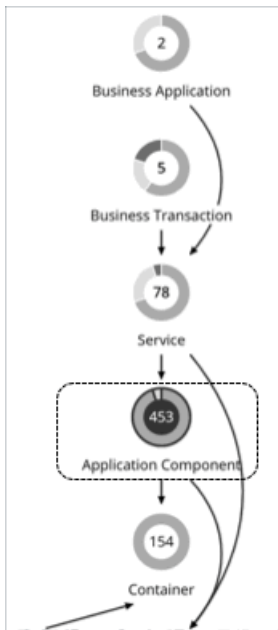 2
Business Application
5
Business Transaction
78
Service
453
Application Component
154
Container